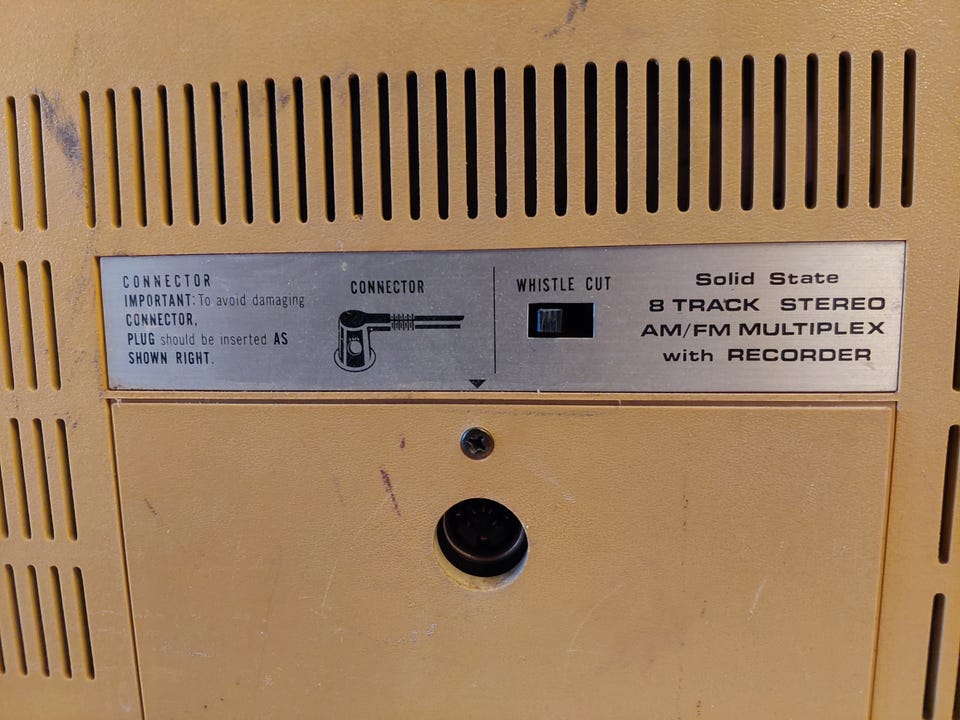 CONNECTOR
IMPORTANT: To avoid damaging
CONNECTOR,
PLUG should be inserted AS
SHOWN RIGHT.
CONNECTOR
WHISTLE CUT
Solid State
8 TRACK STEREO
AM/FM MULTIPLEX
with RECORDER